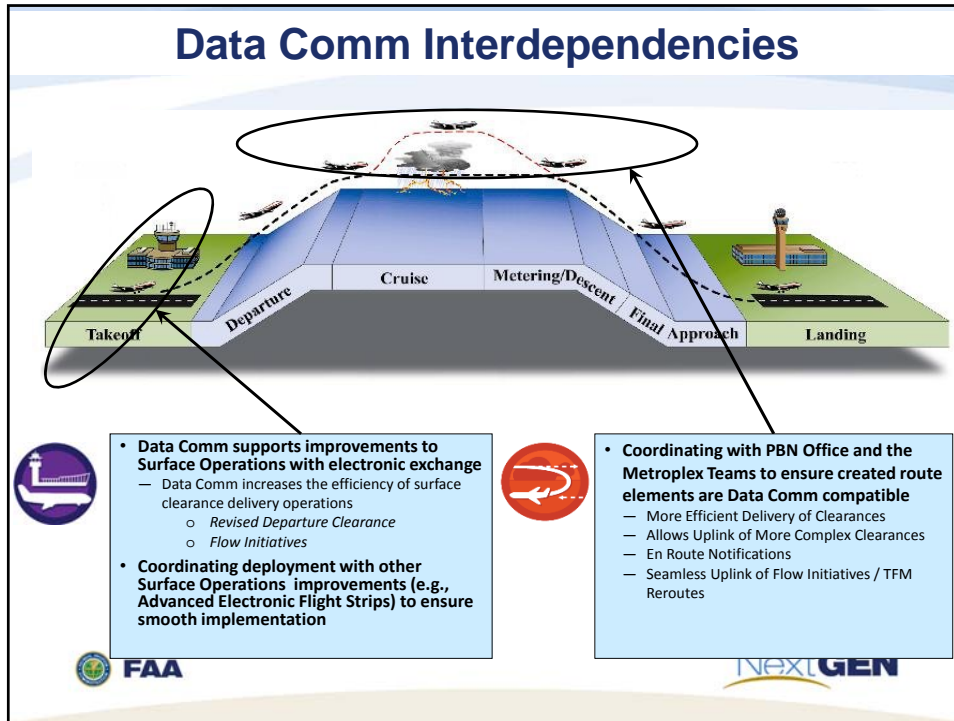 Data Comm Interdependencies
Takeoff
Departure
Cruise
Metering/Descent
Final Approach
Landing
• Data Comm supports improvements to
Surface Operations with electronic exchange
— Data Comm increases the efficiency of surface
clearance delivery operations
o Revised Departure Clearance
o Flow Initiatives
• Coordinating deployment with other
Surface Operations improvements (e.g.,
Advanced Electronic Flight Strips) to ensure
smooth implementation
• Coordinating with PBN Office and the
Metroplex Teams to ensure created route
elements are Data Comm compatible
— More Efficient Delivery of Clearances
— Allows Uplink of More Complex Clearances
— En Route Notifications
— Seamless Uplink of Flow Initiatives / TFM
Reroutes
FAA
NextGEN